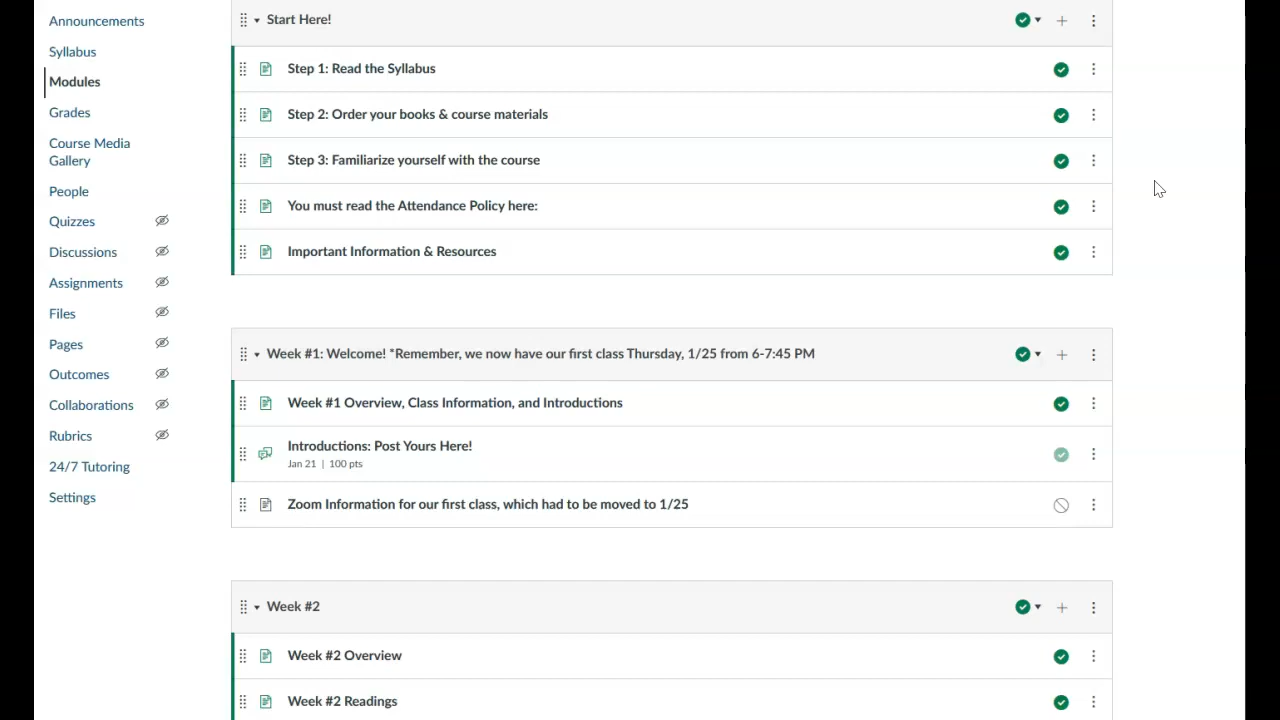 Announcements
Syllabus
Modules
Grades
Course Media
Gallery
People
Quizzes
Discussions
Assignments
Files
Pages
Outcomes
Collaborations
Rubrics
24/7 Tutoring
Settings
Start Here!
Step 1: Read the Syllabus
Step 2: Order your books & course materials
Step 3: Familiarize yourself with the course
You must read the Attendance Policy here:
Important Information & Resources
Week #1: Welcome! *Remember, we now have our first class Thursday, 1/25 from 6-7:45 PM
Week #1 Overview, Class Information, and Introductions
Introductions: Post Yours Here!
Jan 21 | 100 pts
Zoom Information for our first class, which had to be moved to 1/25
Week #2
Week #2 Overview
Week #2 Readings